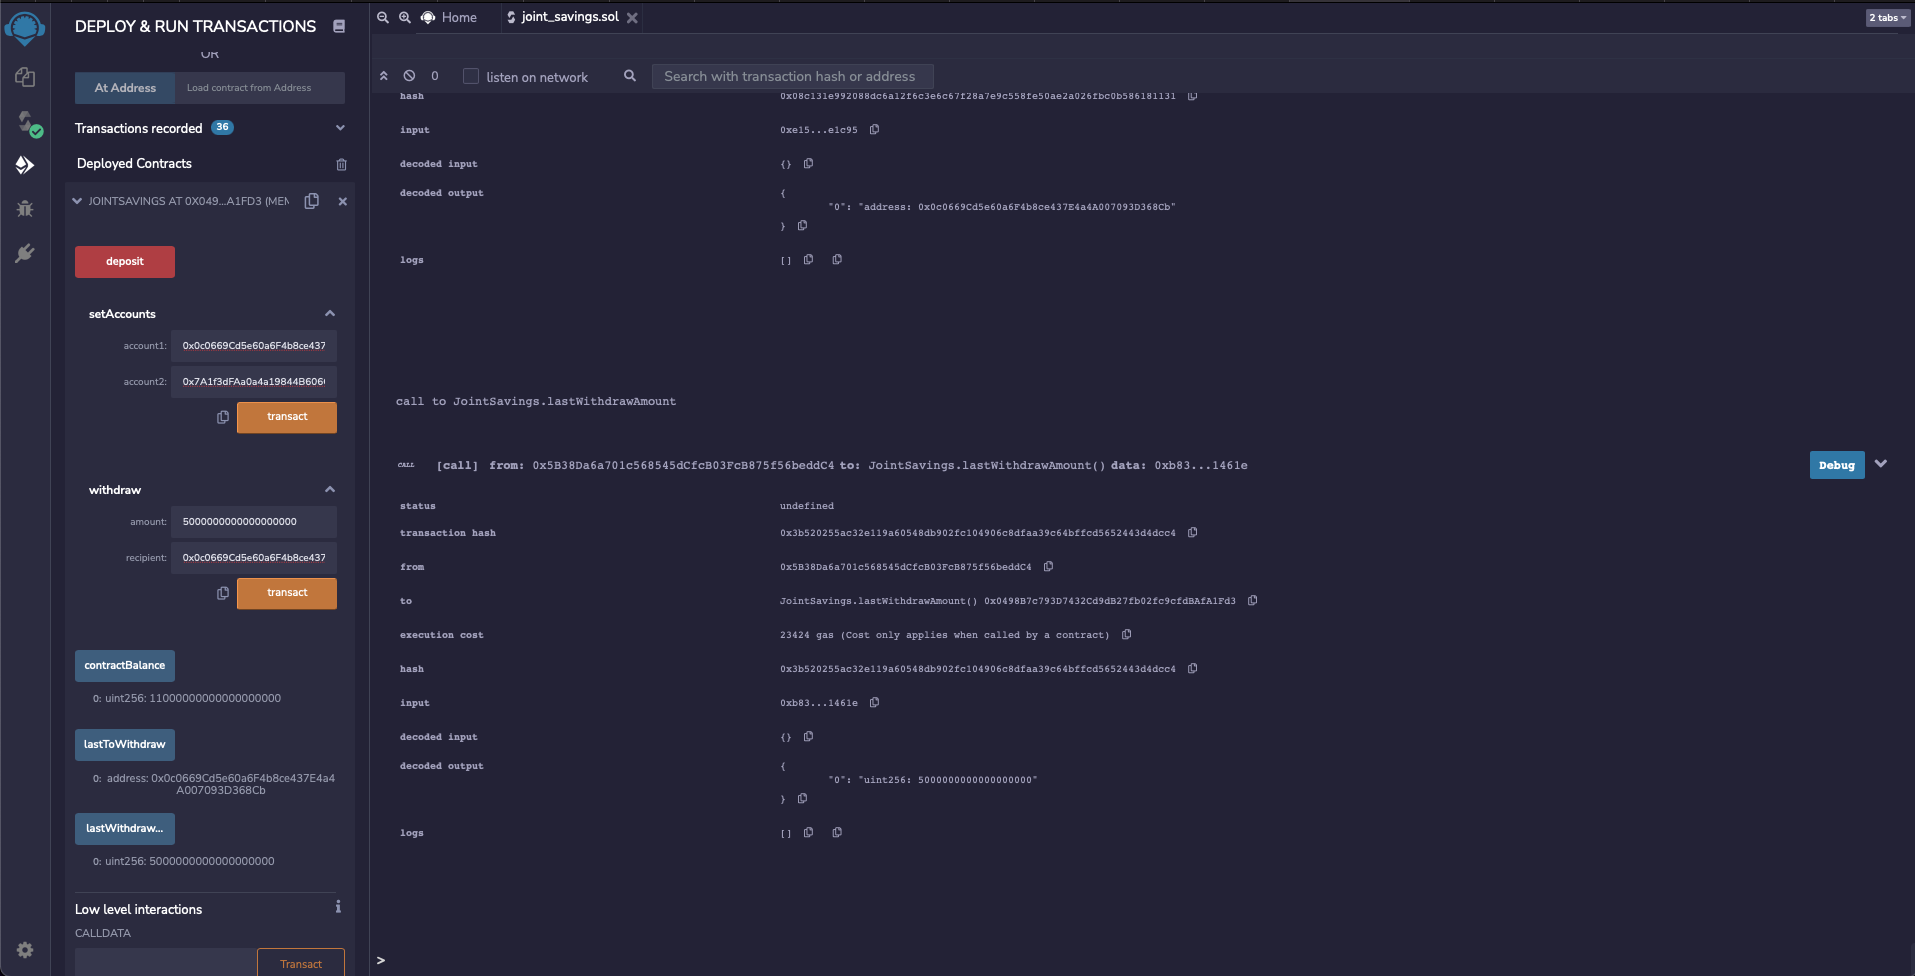 DEPLOY & RUN TRANSACTIONS
OR
At Address
Load contract from Address
Transactions recorded 36
Deployed Contracts
JOINTSAVINGS AT 0X049...A1FD3 (MEN
deposit
setAccounts
account1: 0x0c0669Cd5e60a6F4b8ce437
account2: 0x7A1f3dFAa0a4a19844B606
transact
withdraw
amount: 5000000000000000000
recipient: 0x0c0669Cd5e60a6F4b8ce437
transact
contractBalance
0: uint256: 11000000000000000000
lastToWithdraw
0: address: 0x0c0669Cd5e60a6F4b8ce437E4a4
A007093D368Cb
lastWithdraw...
0: uint256: 5000000000000000000
Low level interactions
i
CALLDATA
Transact
Home
joint_savings.sol
2 tabs
0
listen on network
Search with transaction hash or address
hash 0x08c131e992088dc6a12f6c3e6c67f28a7e9c558fe50ae2a026fbc0b586181131
input 0xe15...e1c95
decoded input {}
decoded output {
"0": "address: 0x0c0669Cd5e60a6F4b8ce437E4a4A007093D368Cb"
}
logs []
call to JointSavings.lastWithdrawAmount
CALL [call] from: 0x5B38Da6a701c568545dCfcB03FcB875f56beddC4 to: JointSavings.lastWithdrawAmount() data: 0xb83...1461e
Debug
status undefined
transaction hash 0x3b520255ac32e119a60548db902fc104906c8dfaa39c64bffcd5652443d4dcc4
from 0x5B38Da6a701c568545dCfcB03FcB875f56beddC4
to JointSavings.lastWithdrawAmount() 0x0498B7c793D7432Cd9dB27fb02fc9cfdBAfA1Fd3
execution cost 23424 gas (Cost only applies when called by a contract)
hash 0x3b520255ac32e119a60548db902fc104906c8dfaa39c64bffcd5652443d4dcc4
input 0xb83...1461e
decoded input {}
decoded output {
"0": "uint256: 5000000000000000000"
}
logs []
>